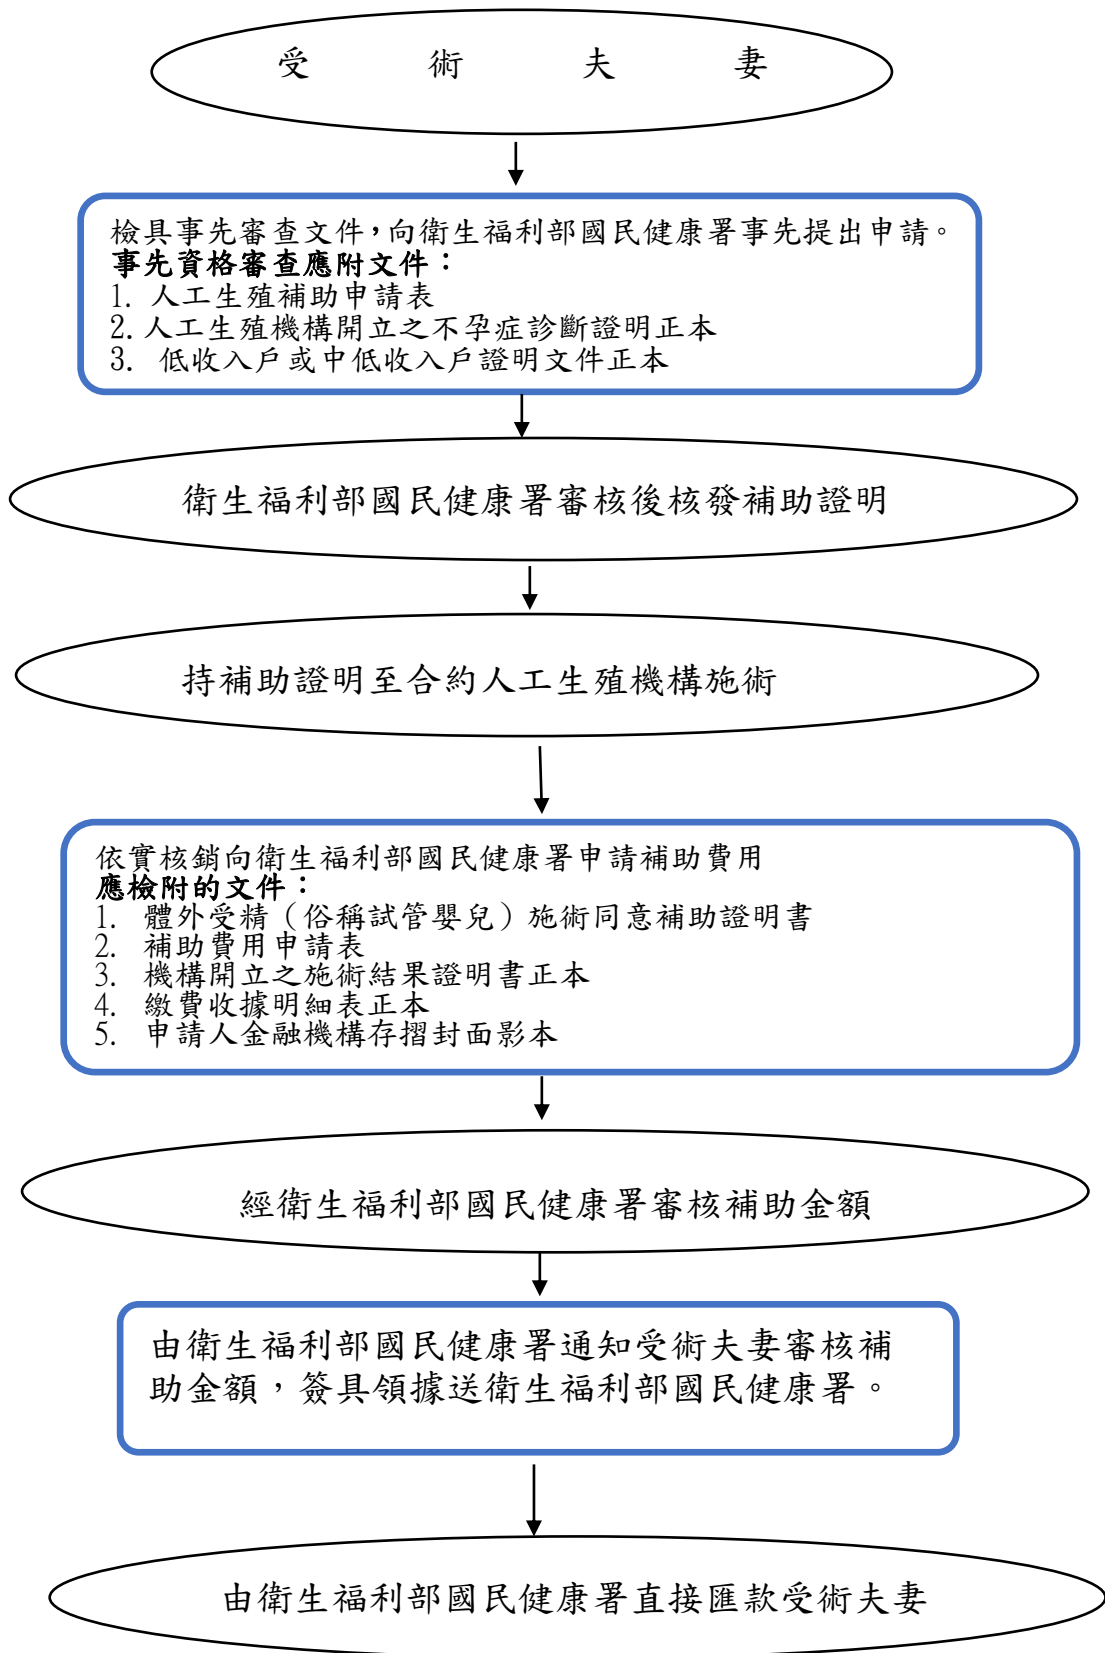 受術夫妻
檢具事先審查文件，向衛生福利部國民健康署事先提出申請。
事先資格審查應附文件：
1. 人工生殖補助申請表
2. 人工生殖機構開立之不孕症診斷證明正本
3. 低收入戶或中低收入戶證明文件正本
衛生福利部國民健康署審核後核發補助證明
持補助證明至合約人工生殖機構施術
依實核銷向衛生福利部國民健康署申請補助費用
應檢附的文件：
1. 體外受精（俗稱試管嬰兒）施術同意補助證明書
2. 補助費用申請表
3. 機構開立之施術結果證明書正本
4. 繳費收據明細表正本
5. 申請人金融機構存摺封面影本
經衛生福利部國民健康署審核補助金額
由衛生福利部國民健康署通知受術夫妻審核補
助金額，簽具領據送衛生福利部國民健康署。
由衛生福利部國民健康署直接匯款受術夫妻